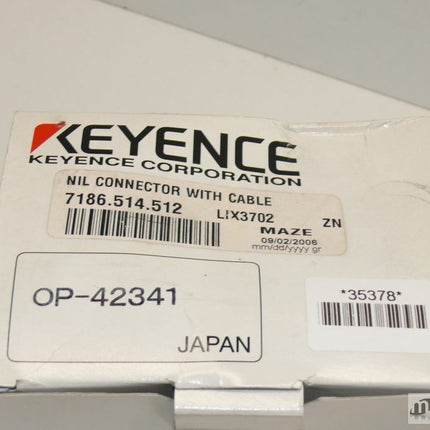 KEYENCE
KEYENCE CORPORATION
NIL CONNECTOR WITH CABLE
7186.514.512 LIX3702 ZN
MAZE
09/02/2006
mm/dd/yyyy gr
OP-42341
JAPAN
*35378*